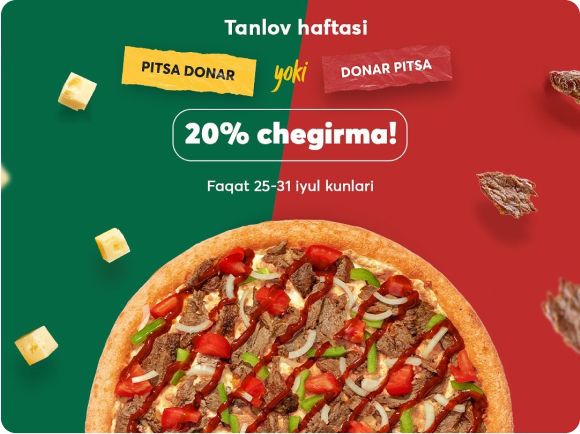 Tanlov haftasi
PITSA DONAR yoki DONAR PITSA
20% chegirma!
Faqat 25-31 iyul kunlari